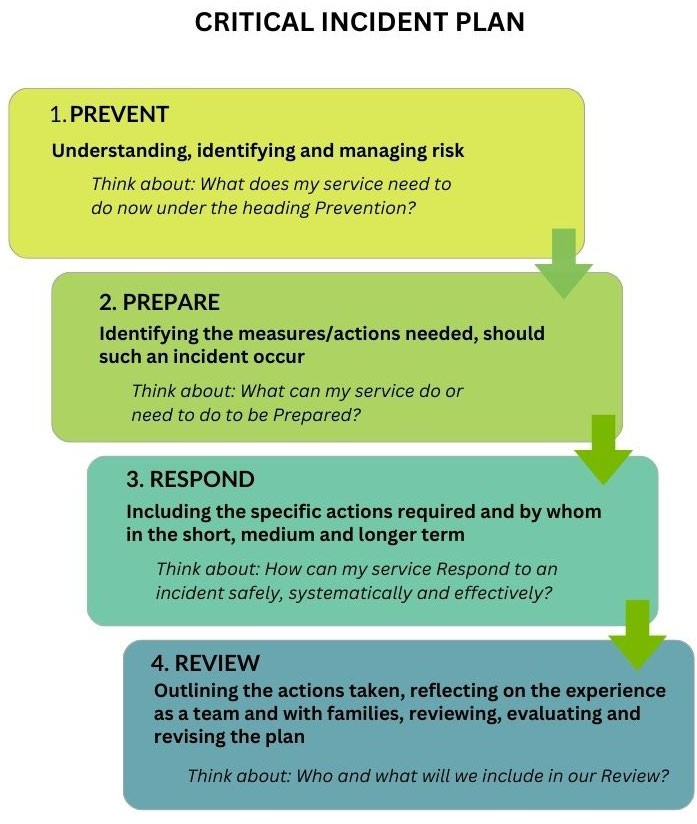 CRITICAL INCIDENT PLAN
1. PREVENT
Understanding, identifying and managing risk
Think about: What does my service need to
do now under the heading Prevention?
2. PREPARE
Identifying the measures/actions needed, should
such an incident occur
Think about: What can my service do or
need to do to be Prepared?
3. RESPOND
Including the specific actions required and by whom
in the short, medium and longer term
Think about: How can my service Respond to an
incident safely, systematically and effectively?
4. REVIEW
Outlining the actions taken, reflecting on the experience
as a team and with families, reviewing, evaluating and
revising the plan
Think about: Who and what will we include in our Review?